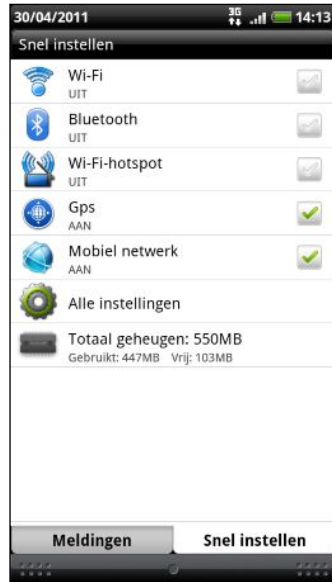 30/04/2011 3G 14:13
Snel instellen
Wi-Fi
UIT
Bluetooth
UIT
Wi-Fi-hotspot
UIT
Gps
AAN
Mobiel netwerk
AAN
Alle instellingen
Totaal geheugen: 550MB
Gebruikt: 447MB Vrij: 103MB
Meldingen Snel instellen